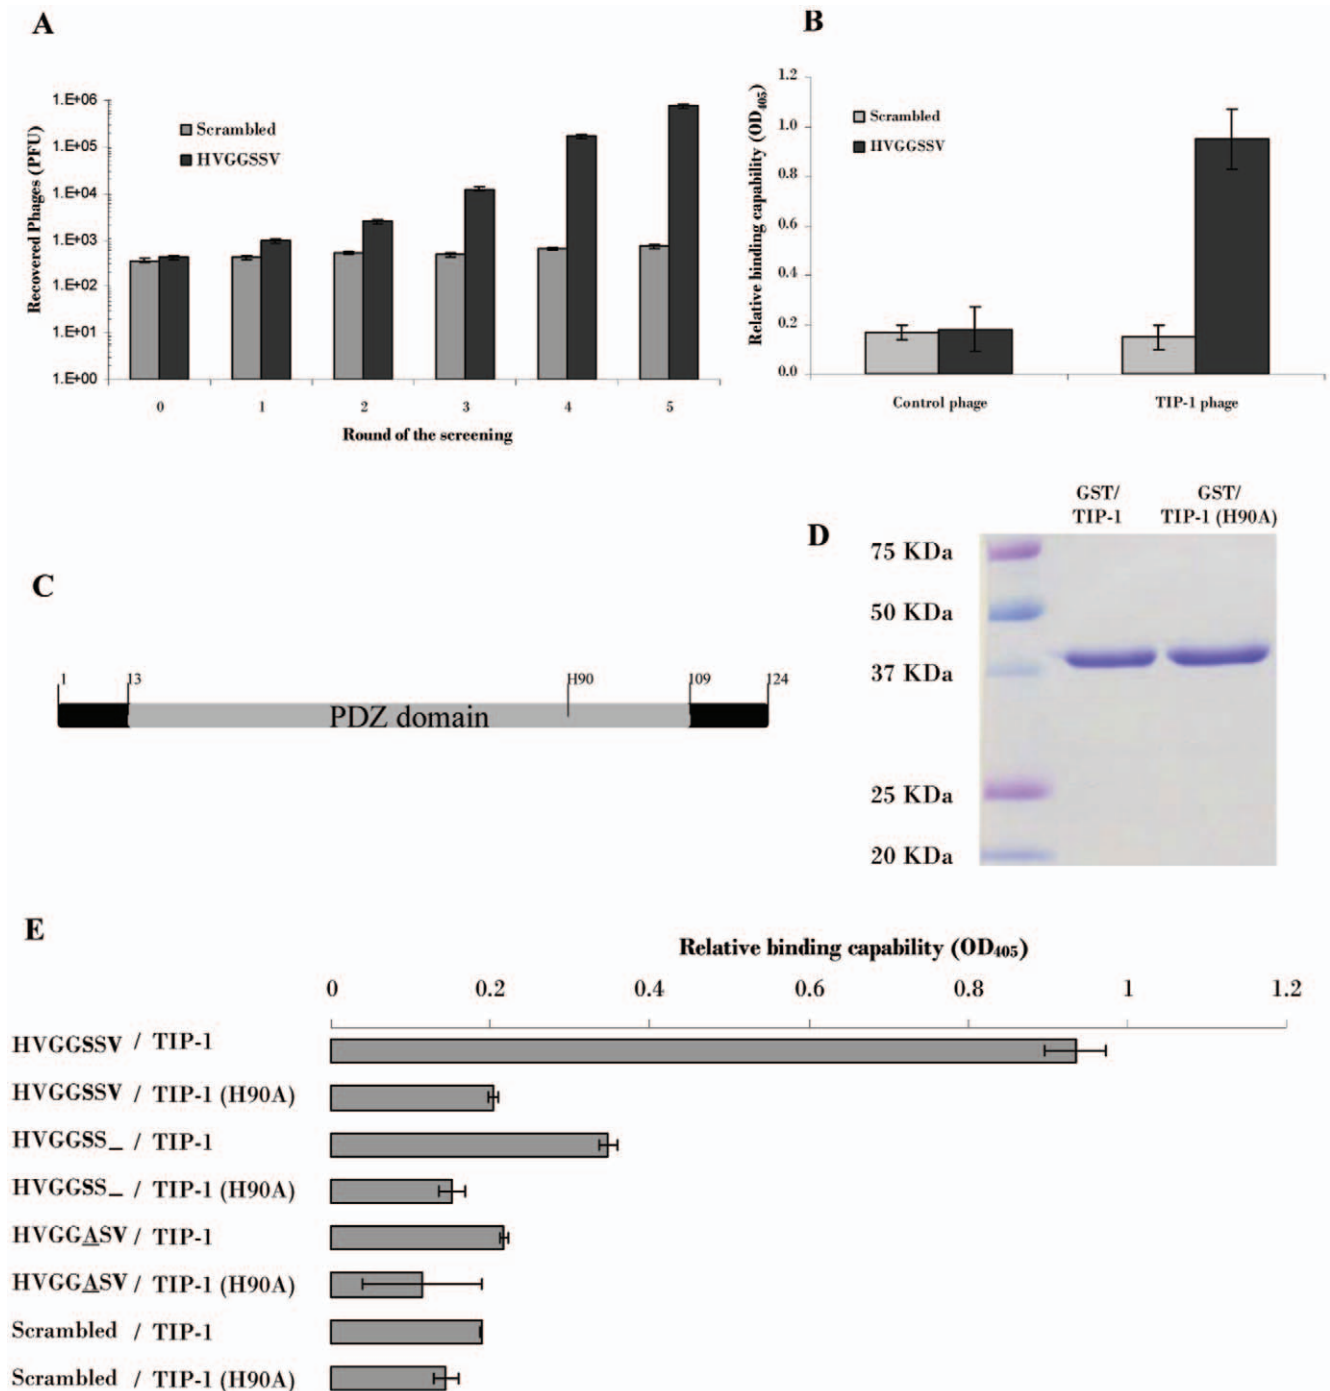 A
Recovered Phages (PFU)
1.E+06
1.E+05
1.E+04
1.E+03
1.E+02
1.E+01
1.E+00
Scrambled
HVGGSSV
0 1 2 3 4 5
Round of the screening
B
Relative binding capability (OD405)
1.2
1.0
0.8
0.6
0.4
0.2
0.0
Scrambled
HVGGSSV
Control phage TIP-1 phage
C
1 13 H90 109 124
PDZ domain
D
GST/ GST/
TIP-1 TIP-1 (H90A)
75 KDa
50 KDa
37 KDa
25 KDa
20 KDa
E
Relative binding capability (OD405)
0 0.2 0.4 0.6 0.8 1 1.2
HVGGSSV / TIP-1
HVGGSSV / TIP-1 (H90A)
HVGGSS_ / TIP-1
HVGGSS_ / TIP-1 (H90A)
HVGGASV / TIP-1
HVGGASV / TIP-1 (H90A)
Scrambled / TIP-1
Scrambled / TIP-1 (H90A)